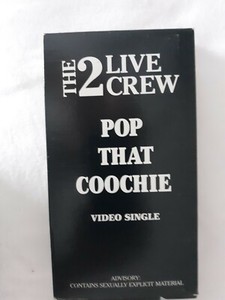 THE 2 LIVE CREW
POP
THAT
COOCHIE
VIDEO SINGLE
ADVISORY:
CONTAINS SEXUALLY EXPLICIT MATERIAL